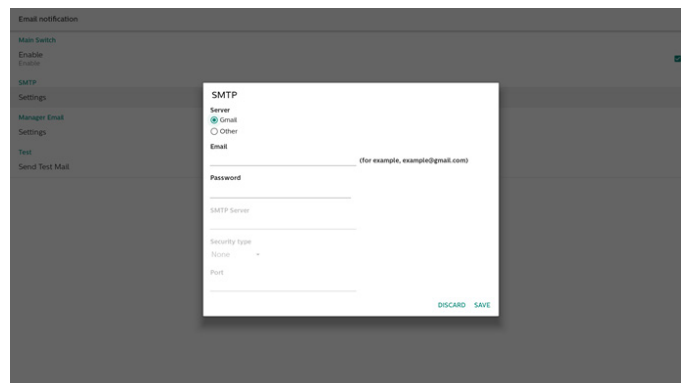 Email notification
Main Switch
Enable
Enable
SMTP
Settings
Manager Email
Settings
Test
Send Test Mail
SMTP
Server
Gmail
Other
Email
(for example, example@gmail.com)
Password
SMTP Server
Security type
None
Port
DISCARD SAVE